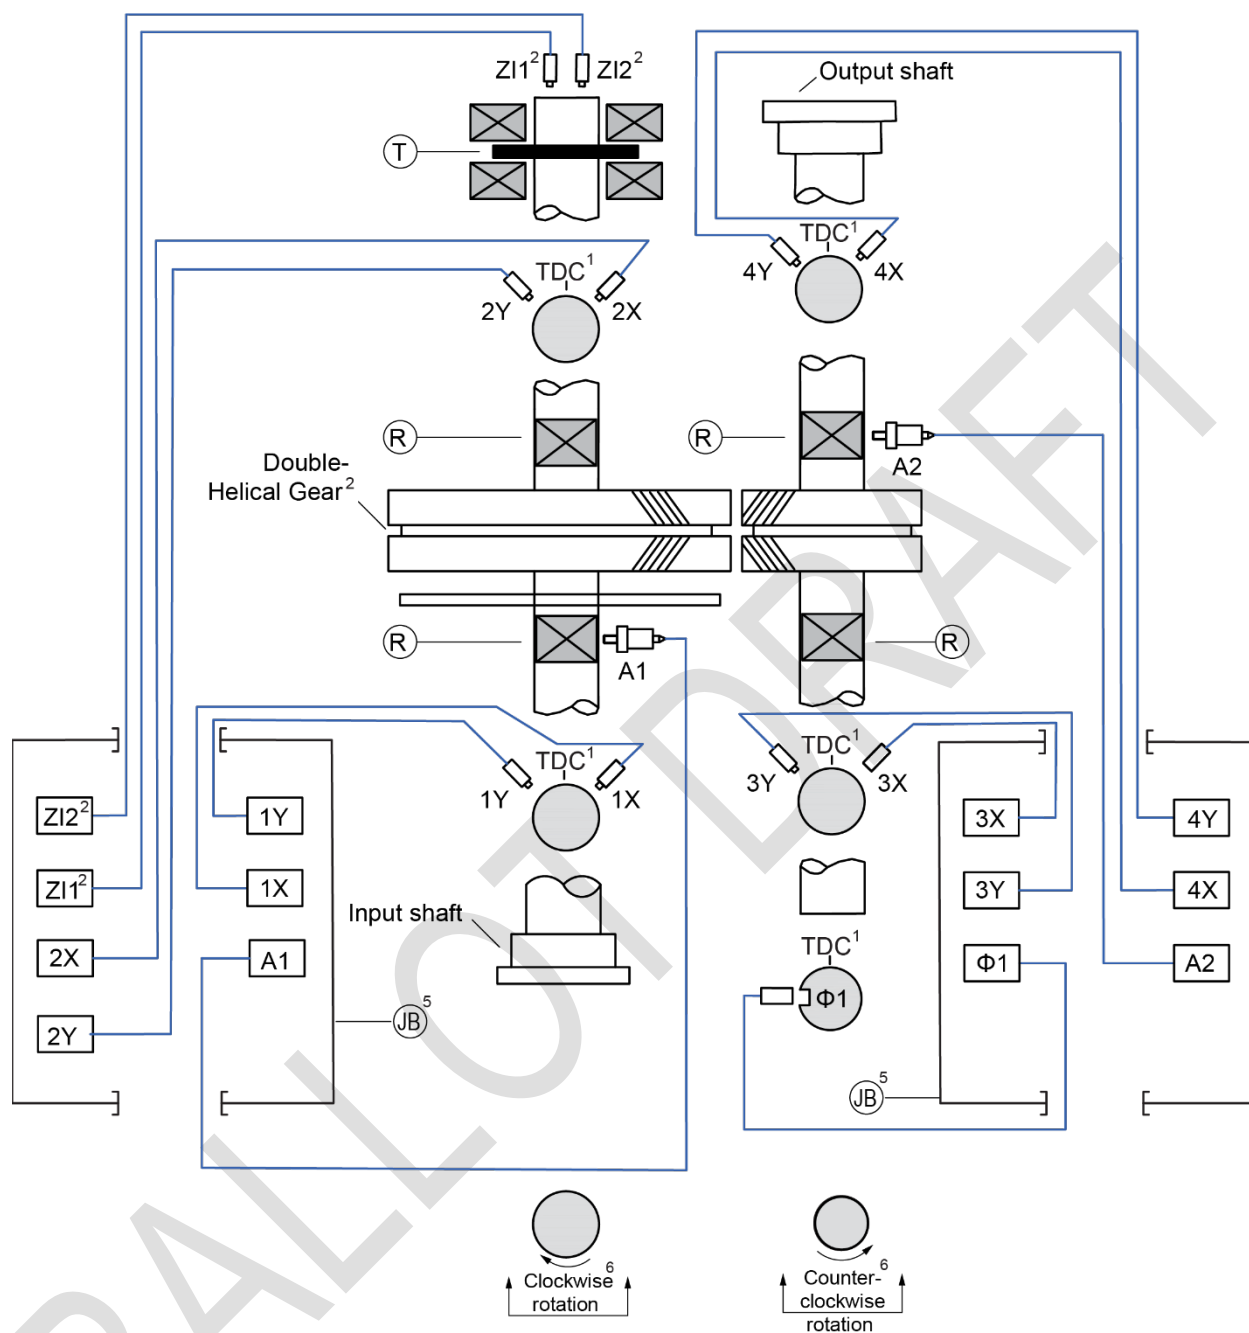 ZI1²
ZI2²
Output shaft
T
TDC¹
4Y
4X
TDC¹
2Y
2X
R
R
A2
Double-
Helical Gear²
R
A1
R
TDC¹
1Y
1X
TDC¹
3Y
3X
ZI2²
1Y
3X
4Y
ZI1²
1X
3Y
4X
Input shaft
2X
A1
TDC¹
Φ1
Φ1
A2
2Y
JB⁵
JB⁵
Clockwise⁶
rotation
Counter-⁶
clockwise
rotation
BALLOT DRAFT